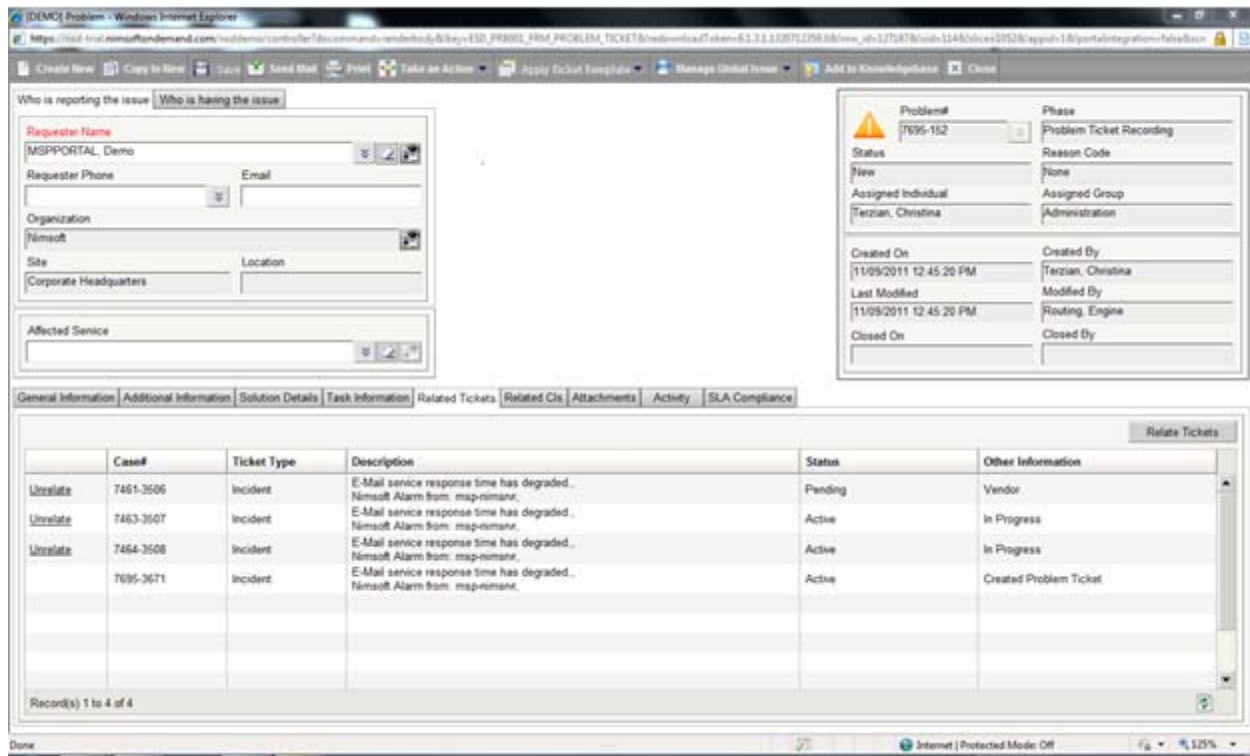 [DEMO] Problem - Windows Internet Explorer
Create New Copy to New Save Send Mail Print Take an Action Apply Ticket Template Manage Global Issue Add to Knowledgebase Close
Who is reporting the issue Who is having the issue
Requester Name
MSPPORTAL, Demo
Requester Phone Email
Organization
Nimsoft
Site Location
Corporate Headquarters
Affected Service
Problem# Phase
7695-152 Problem Ticket Recording
Status Reason Code
New None
Assigned Individual Assigned Group
Terzian, Christina Administration
Created On Created By
11/09/2011 12:45:20 PM Terzian, Christina
Last Modified Modified By
11/09/2011 12:45:20 PM Routing, Engine
Closed On Closed By
General Information Additional Information Solution Details Task Information Related Tickets Related CIs Attachments Activity SLA Compliance
Relate Tickets
Case# Ticket Type Description Status Other Information
Unrelate 7461-3506 Incident E-Mail service response time has degraded., Pending Vendor
Nimsoft Alarm from: msp-nimsnr,
Unrelate 7463-3507 Incident E-Mail service response time has degraded., Active In Progress
Nimsoft Alarm from: msp-nimsnr,
Unrelate 7464-3508 Incident E-Mail service response time has degraded., Active In Progress
Nimsoft Alarm from: msp-nimsnr,
7695-3671 Incident E-Mail service response time has degraded., Active Created Problem Ticket
Nimsoft Alarm from: msp-nimsnr,
Record(s) 1 to 4 of 4
Done Internet | Protected Mode: Off 125%